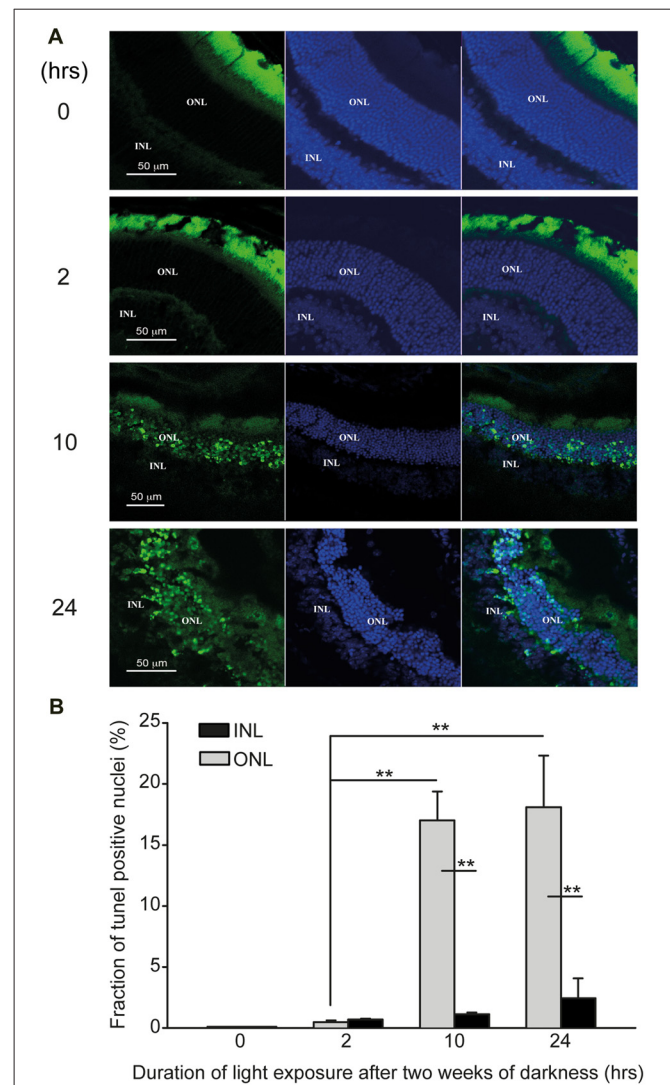 A
(hrs)
0
ONL
INL
50 μm
ONL
INL
ONL
INL
2
ONL
INL
50 μm
ONL
INL
ONL
INL
10
ONL
INL
50 μm
ONL
INL
ONL
INL
24
INL
ONL
50 μm
INL
ONL
INL
ONL
B
Fraction of tunel positive nuclei (%)
25
20
15
10
5
0
INL
ONL
**
**
**
**
0 2 10 24
Duration of light exposure after two weeks of darkness (hrs)